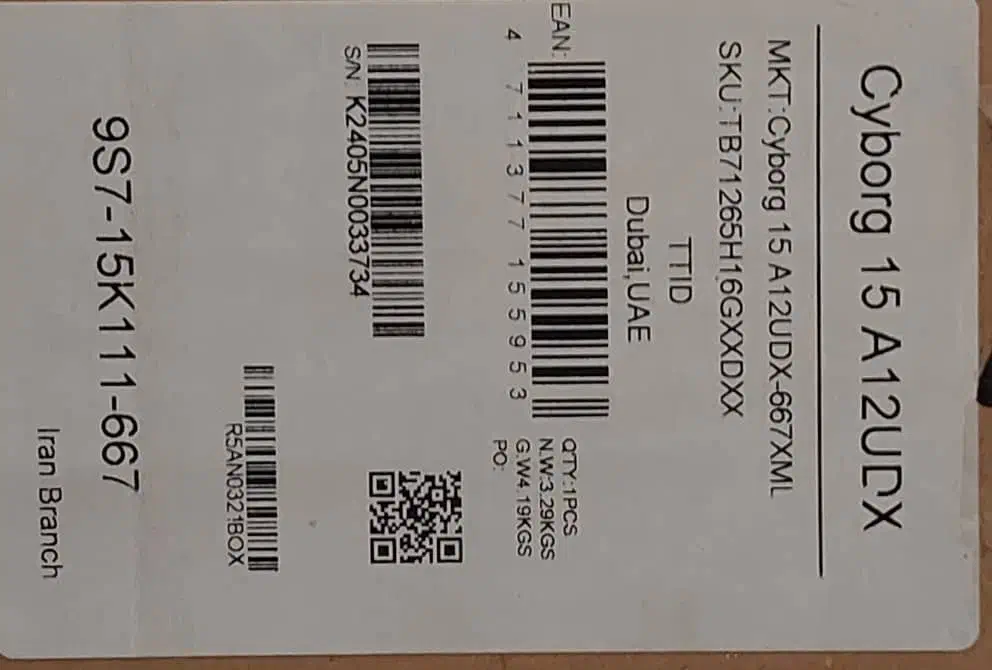 Cyborg 15 A12UDX
MKT:Cyborg 15 A12UDX-667XML
SKU:TB71265H16GXXDXX
TTID
Dubai,UAE
EAN:
4 711377 155953
QTY:1PCS
N.W:3.29KGS
G.W4.19KGS
PO:
S/N: K2405N0033734
R5AN0321BOX
9S7-15K111-667
Iran Branch